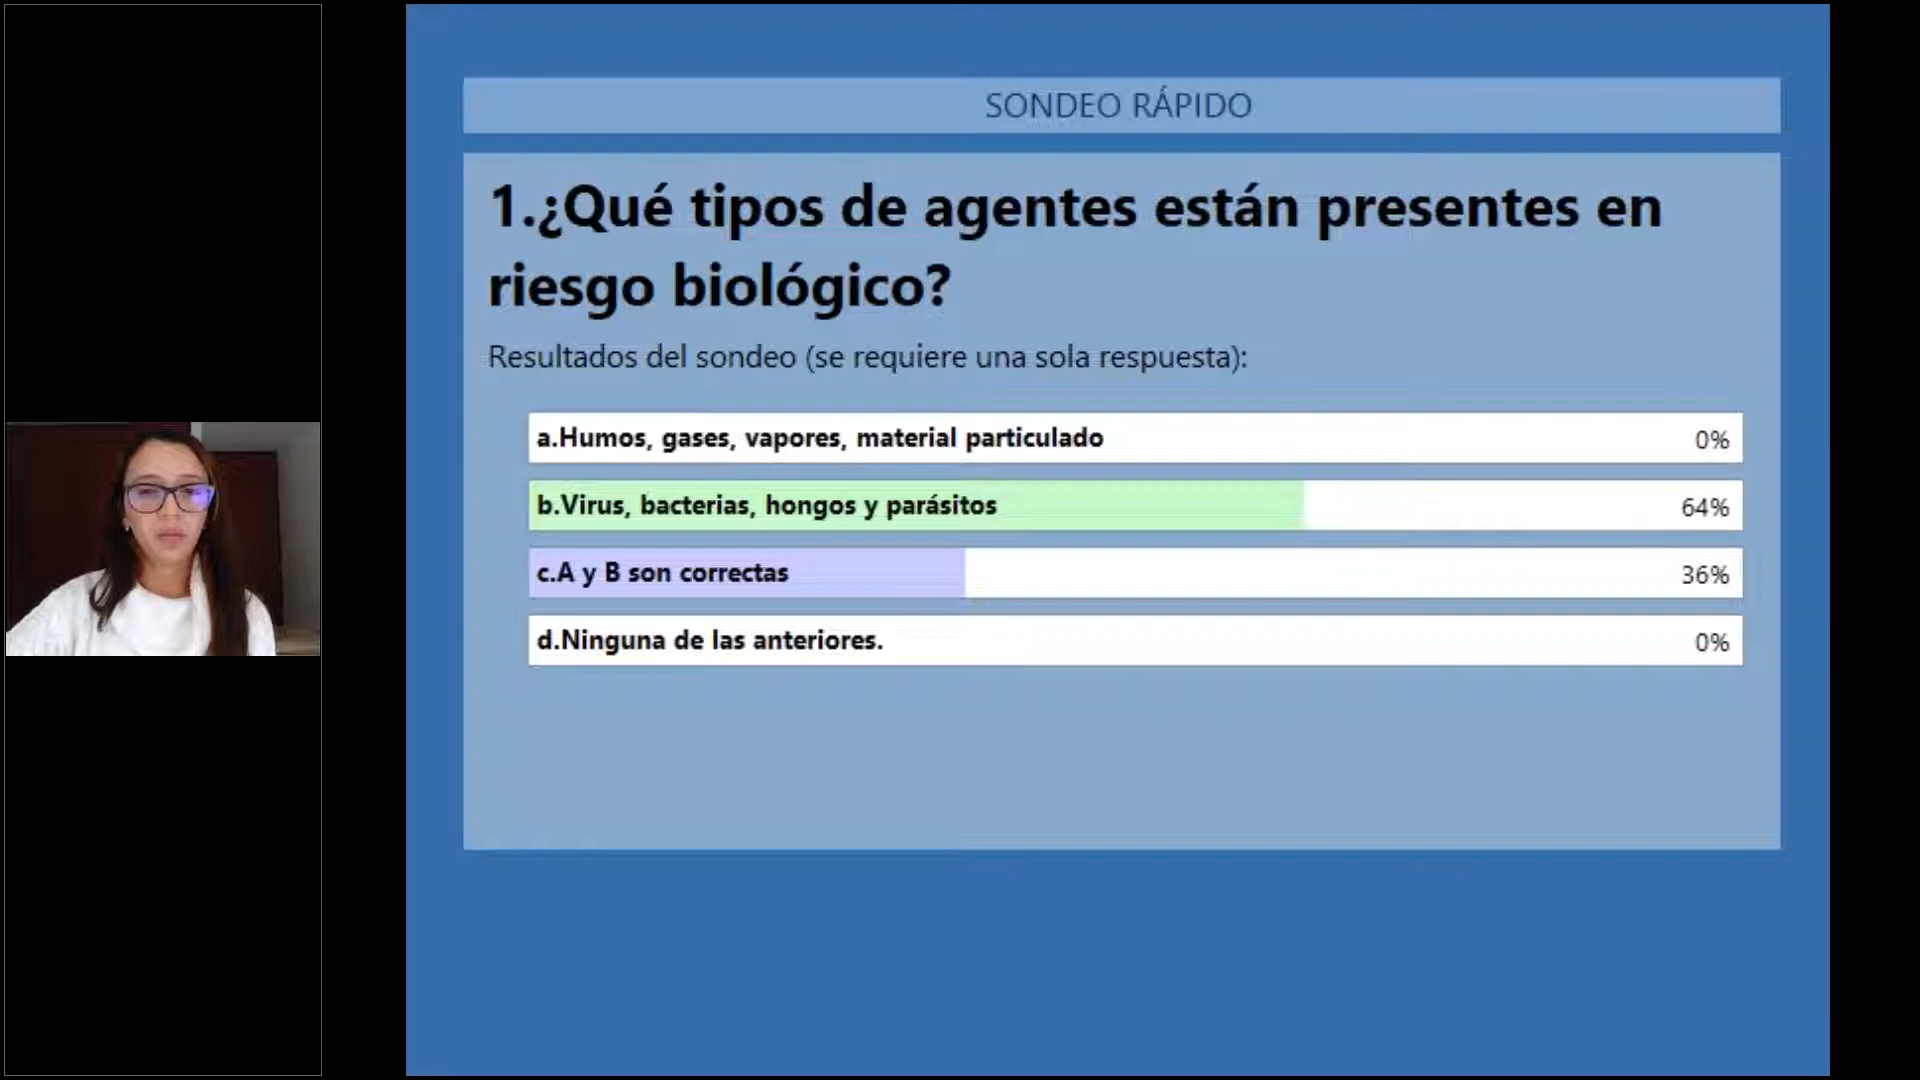 SONDEO RÁPIDO
1.¿Qué tipos de agentes están presentes en
riesgo biológico?
Resultados del sondeo (se requiere una sola respuesta):
a.Humos, gases, vapores, material particulado 0%
b.Virus, bacterias, hongos y parásitos 64%
c.A y B son correctas 36%
d.Ninguna de las anteriores. 0%